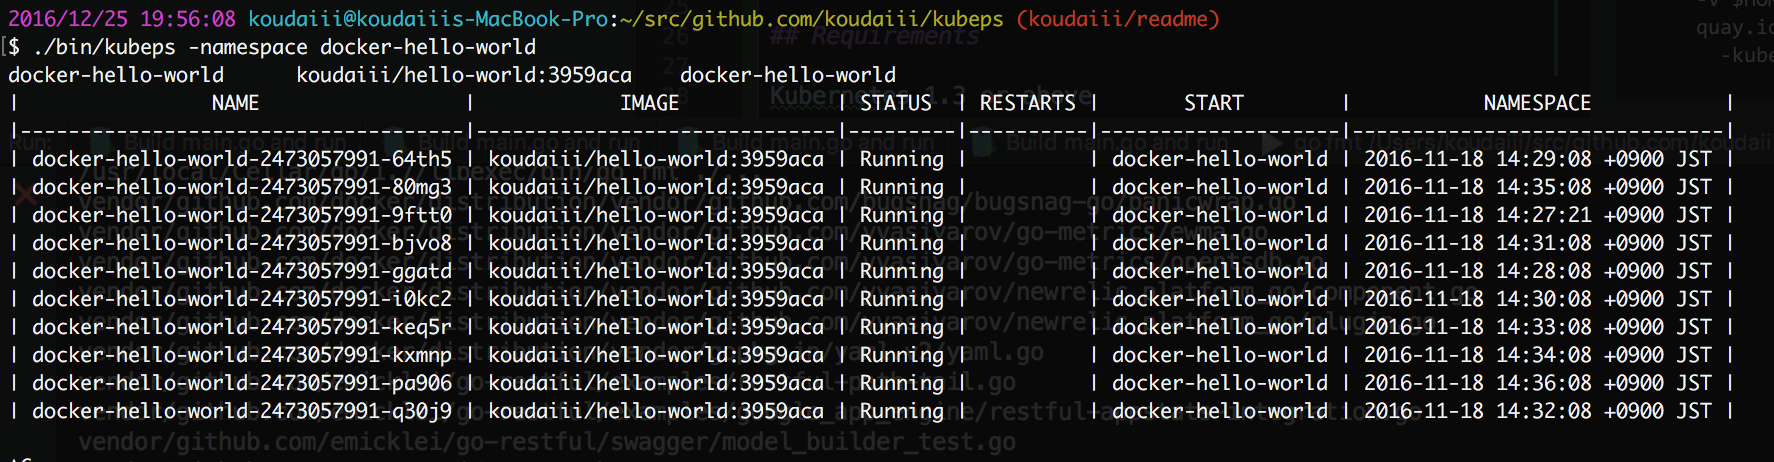 2016/12/25 19:56:08 koudaiii@koudaiiis-MacBook-Pro:~/src/github.com/koudaiii/kubeps (koudaiii/readme)
[$ ./bin/kubeps -namespace docker-hello-world
docker-hello-world      koudaiii/hello-world:3959aca    docker-hello-world
| NAME | IMAGE | STATUS | RESTARTS | START | NAMESPACE |
|-------------------------------------|------------------------------|---------|----------|--------------------|-------------------------------|
| docker-hello-world-2473057991-64th5 | koudaiii/hello-world:3959aca | Running | | docker-hello-world | 2016-11-18 14:29:08 +0900 JST |
| docker-hello-world-2473057991-80mg3 | koudaiii/hello-world:3959aca | Running | | docker-hello-world | 2016-11-18 14:35:08 +0900 JST |
| docker-hello-world-2473057991-9ftt0 | koudaiii/hello-world:3959aca | Running | | docker-hello-world | 2016-11-18 14:27:21 +0900 JST |
| docker-hello-world-2473057991-bjvo8 | koudaiii/hello-world:3959aca | Running | | docker-hello-world | 2016-11-18 14:31:08 +0900 JST |
| docker-hello-world-2473057991-ggatd | koudaiii/hello-world:3959aca | Running | | docker-hello-world | 2016-11-18 14:28:08 +0900 JST |
| docker-hello-world-2473057991-i0kc2 | koudaiii/hello-world:3959aca | Running | | docker-hello-world | 2016-11-18 14:30:08 +0900 JST |
| docker-hello-world-2473057991-keq5r | koudaiii/hello-world:3959aca | Running | | docker-hello-world | 2016-11-18 14:33:08 +0900 JST |
| docker-hello-world-2473057991-kxmnp | koudaiii/hello-world:3959aca | Running | | docker-hello-world | 2016-11-18 14:34:08 +0900 JST |
| docker-hello-world-2473057991-pa906 | koudaiii/hello-world:3959aca | Running | | docker-hello-world | 2016-11-18 14:36:08 +0900 JST |
| docker-hello-world-2473057991-q30j9 | koudaiii/hello-world:3959aca | Running | | docker-hello-world | 2016-11-18 14:32:08 +0900 JST |
vendor/github.com/emicklei/go-restful/swagger/model_builder_test.go